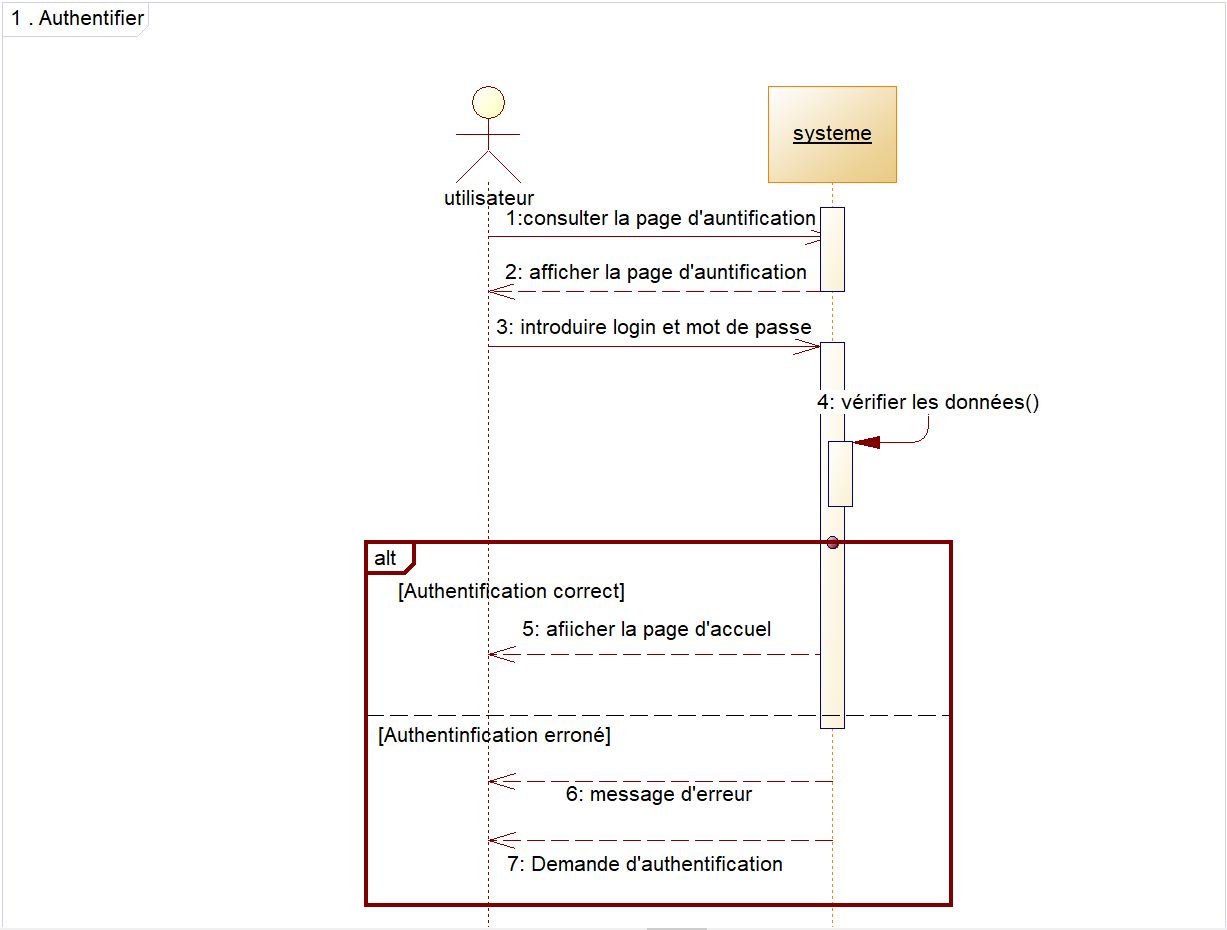 1 . Authentifier
systeme
utilisateur
1:consulter la page d'auntification
2: afficher la page d'auntification
3: introduire login et mot de passe
4: vérifier les données()
alt
[Authentification correct]
5: afiicher la page d'accuel
[Authentinfication erroné]
6: message d'erreur
7: Demande d'authentification